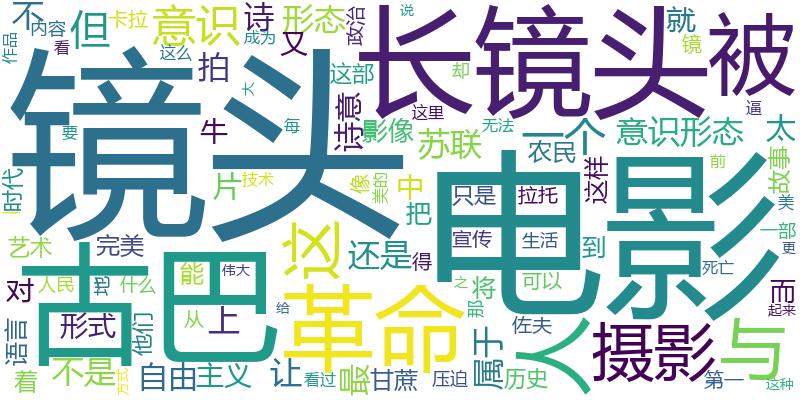 不 但 意识 诗 卡拉 形态 政治 说 就 镜
作品 内容 看 这么 成为 又 却
镜头 长镜头 被
拍 这部 大 每 要
牛 诗意 影像 苏联 这里 无法 一个 意识形态 太 逼
时代 片 技术 像 美的 中 农民 这样 故事 前
古巴 电影
把 只是 拉托 美 一部 更
艺术 完美 这 还是 得 宣传 生活 到 死亡 起来
人民 地 什么 能 伟大 之 将 可以 而
对 形式 他们 从 上 革命 那 佐夫 人 摄影 与
语言 给
着 不是 方式 自由 主义 让 看过 最 甘蔗 压迫 属于 历史 第一 这种